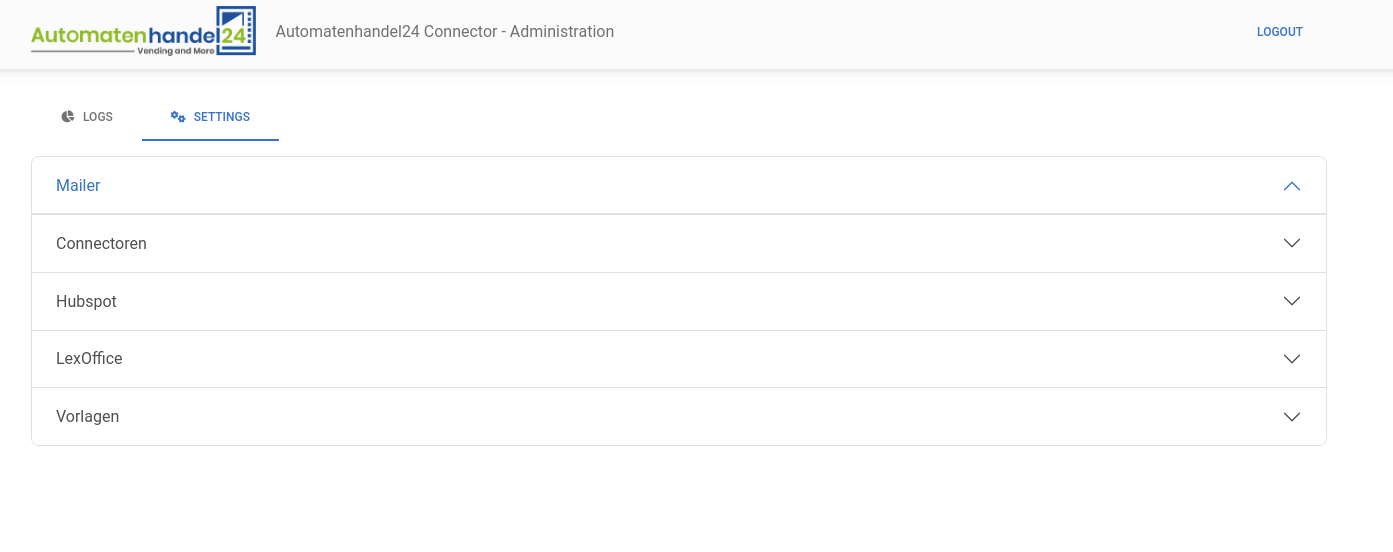 Automatenhandel24
Vending and More
Automatenhandel24 Connector - Administration
LOGOUT
LOGS
SETTINGS
Mailer
Connectoren
Hubspot
LexOffice
Vorlagen